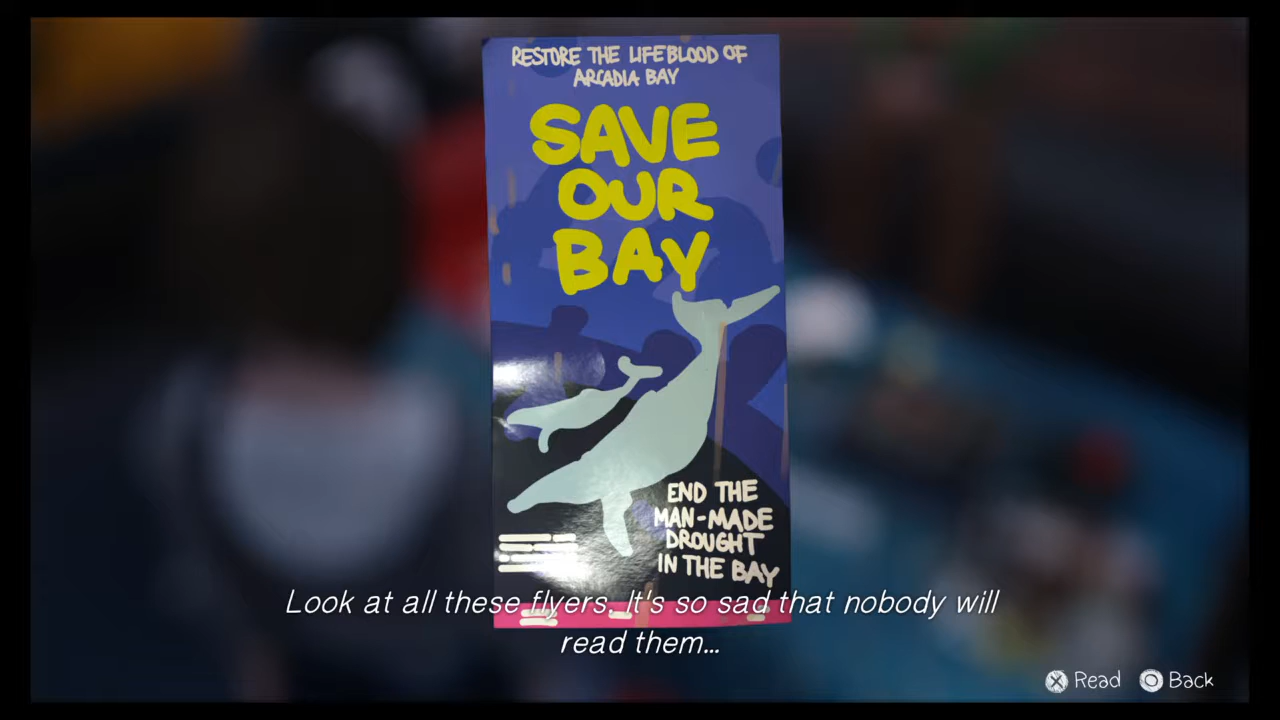 RESTORE THE LIFEBLOOD OF
ARCADIA BAY
SAVE
OUR
BAY
END THE
MAN-MADE
DROUGHT
IN THE BAY
Look at all these flyers. It's so sad that nobody will
read them...
Read Back